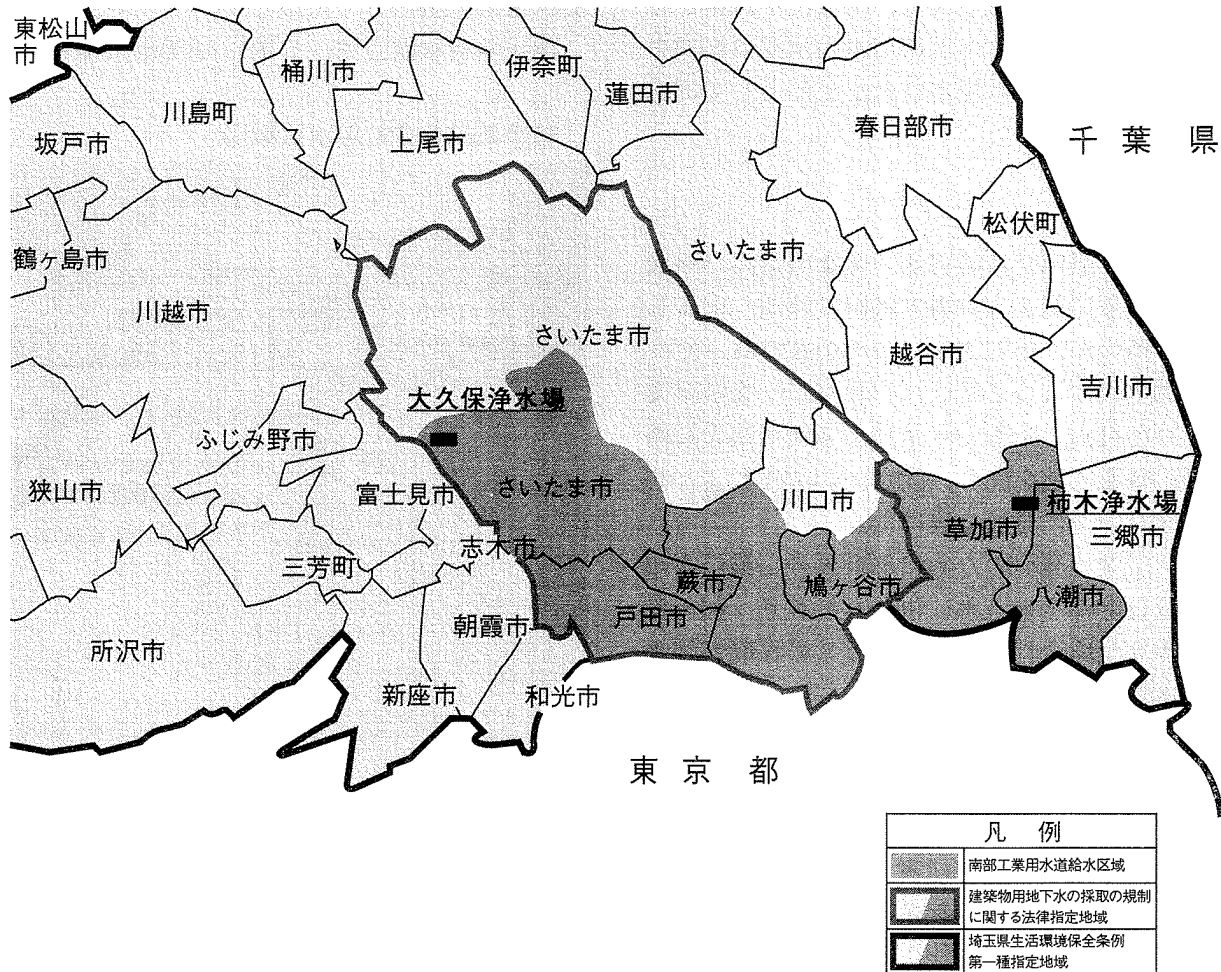 東松山
市
桶川市
伊奈町
蓮田市
川島町
上尾市
春日部市
千葉県
坂戸市
松伏町
鶴ヶ島市
さいたま市
川越市
さいたま市
越谷市
吉川市
大久保浄水場
ふじみ野市
狭山市
富士見市
さいたま市
川口市
柿木浄水場
草加市
三郷市
志木市
三芳町
蕨市
鳩ヶ谷市
八潮市
戸田市
朝霞市
所沢市
新座市
和光市
東京都
凡例
南部工業用水道給水区域
建築物用地下水の採取の規制
に関する法律指定地域
埼玉県生活環境保全条例
第一種指定地域